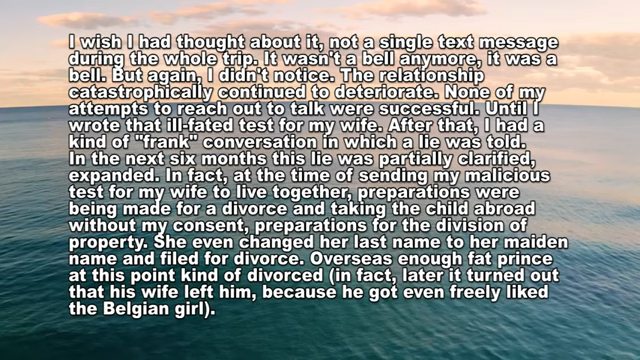 I wish I had thought about it, not a single text message
during the whole trip. It wasn't a bell anymore, it was a
bell. But again, I didn't notice. The relationship
catastrophically continued to deteriorate. None of my
attempts to reach out to talk were successful. Until I
wrote that ill-fated test for my wife. After that, I had a
kind of "frank" conversation in which a lie was told.
In the next six months this lie was partially clarified,
expanded. In fact, at the time of sending my malicious
test for my wife to live together, preparations were
being made for a divorce and taking the child abroad
without my consent, preparations for the division of
property. She even changed her last name to her maiden
name and filed for divorce. Overseas enough fat prince
at this point kind of divorced (in fact, later it turned out
that his wife left him, because he got even freely liked
the Belgian girl).